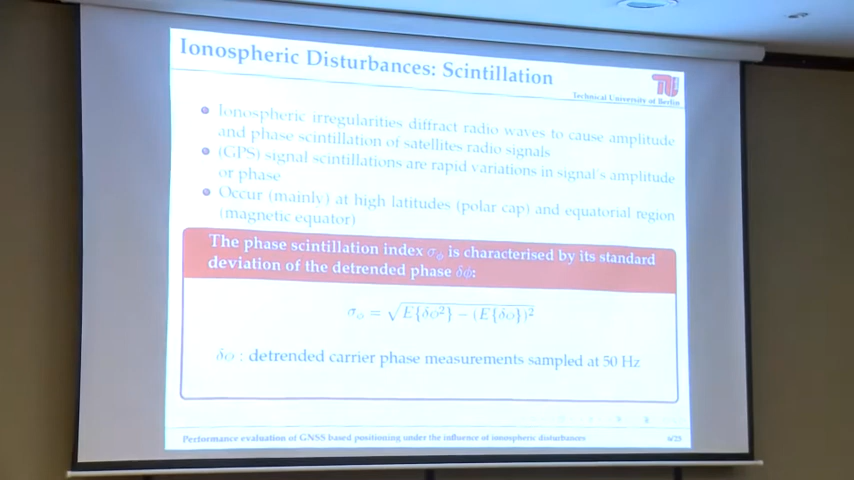 Ionospheric Disturbances: Scintillation
Technical University of Berlin
Ionospheric irregularities diffract radio waves to cause amplitude
and phase scintillation of satellites radio signals
(GPS) signal scintillations are rapid variations in signal's amplitude
or phase
Occur (mainly) at high latitudes (polar cap) and equatorial region
(magnetic equator)
The phase scintillation index σϕ is characterised by its standard
deviation of the detrended phase δϕ:
σϕ = √E{δϕ²} − (E{δϕ})²
δϕ : detrended carrier phase measurements sampled at 50 Hz
Performance evaluation of GNSS based positioning under the influence of ionospheric disturbances